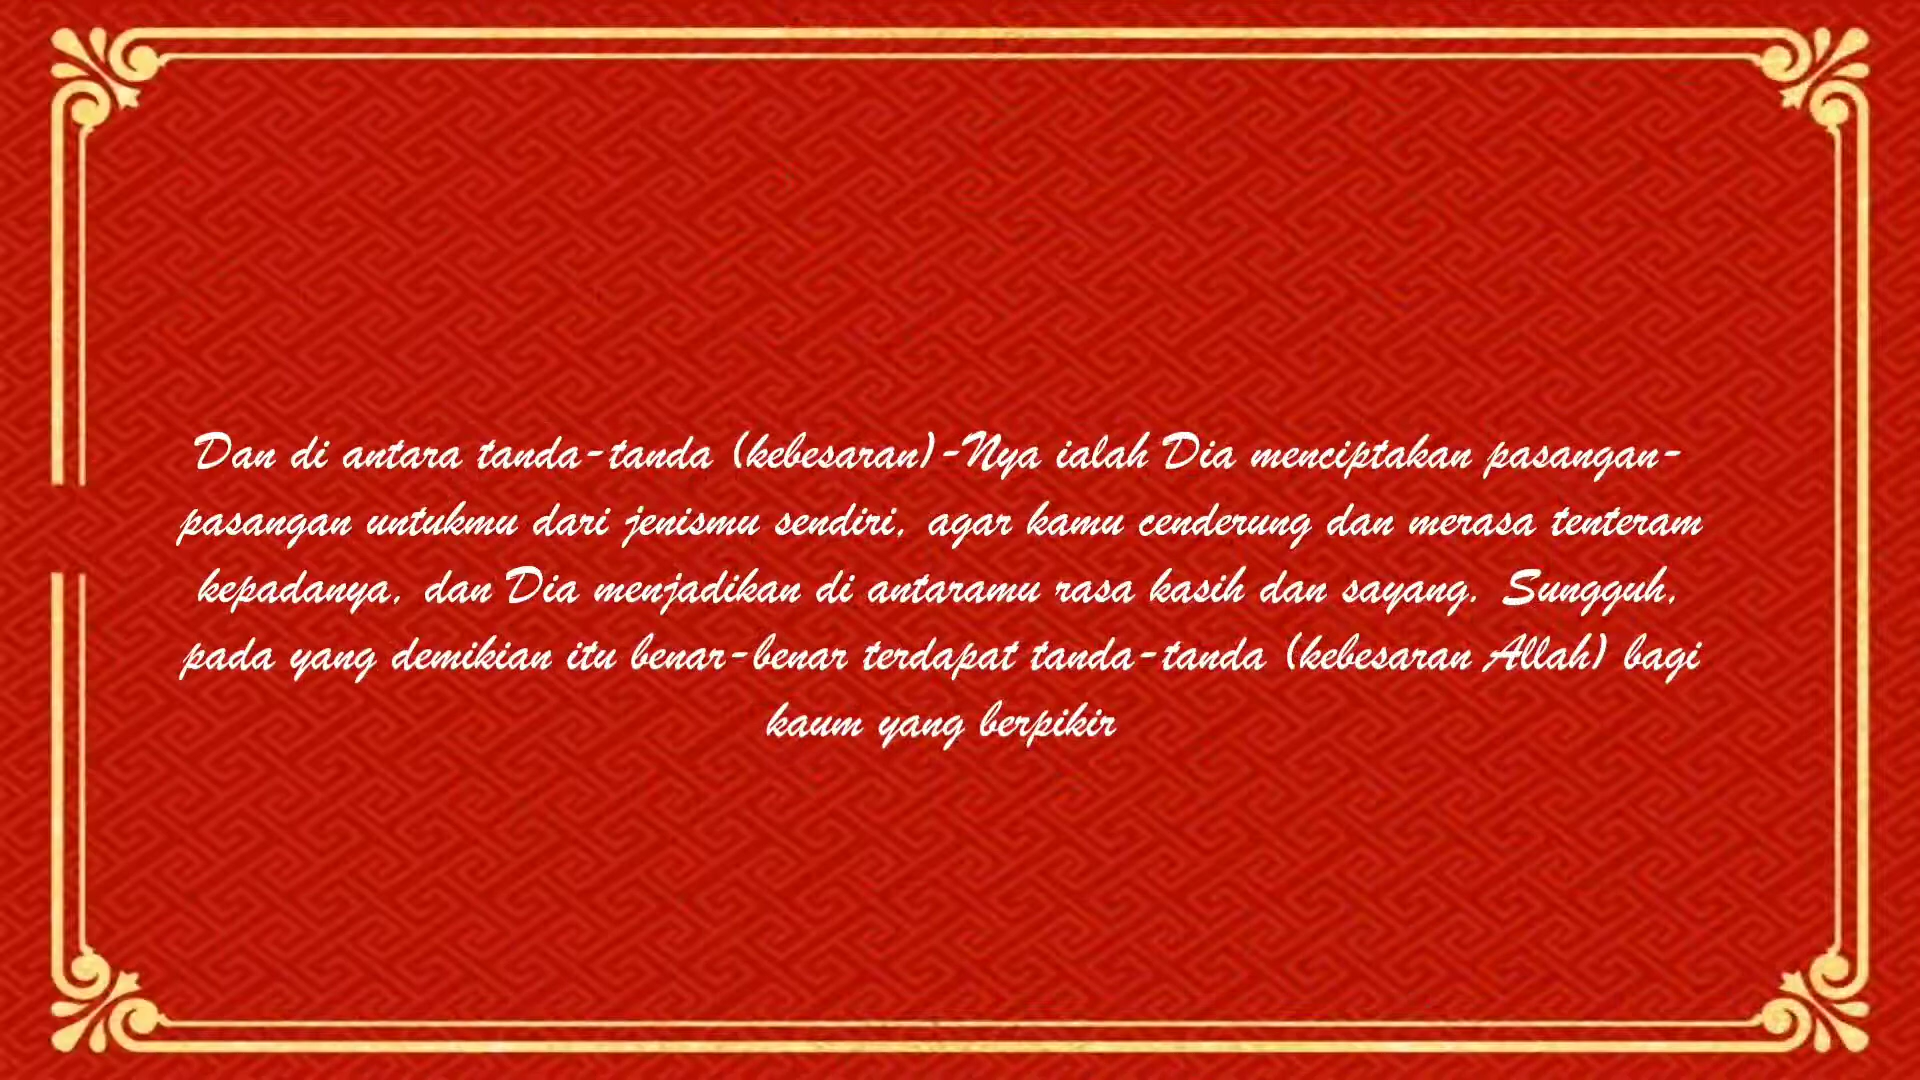 Dan di antara tanda-tanda (kebesaran)-Nya ialah Dia menciptakan pasangan-
pasangan untukmu dari jenismu sendiri, agar kamu cenderung dan merasa tenteram
kepadanya, dan Dia menjadikan di antaramu rasa kasih dan sayang. Sungguh,
pada yang demikian itu benar-benar terdapat tanda-tanda (kebesaran Allah) bagi
kaum yang berpikir